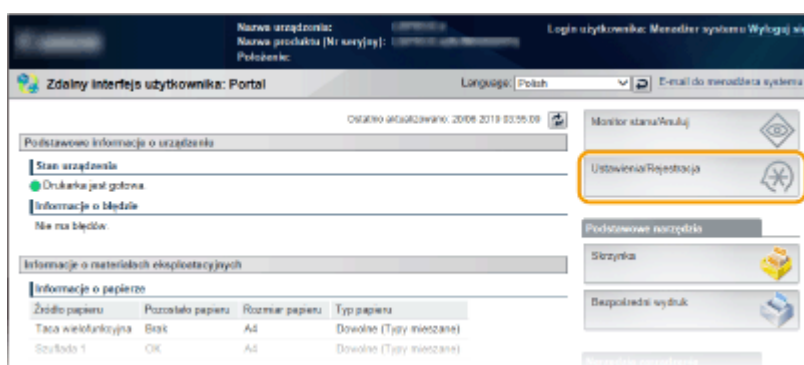 Nazwa urządzenia:
Nazwa produktu [Nr seryjny]:
Położenie:
Login użytkownika: Menedżer systemu Wyloguj się
Zdalny interfejs użytkownika: Portal
Language: Polish
E-mail do menadżera systemu
Ostatnio aktualizowano: 20/06 2019 03:55:09
Monitor stanu/Anuluj
Podstawowe informacje o urządzeniu
Ustawienia/Rejestracja
Stan urządzenia
Drukarka jest gotowa.
Informacje o błędzie
Nie ma błędów.
Podstawowe narzędzia
Skrzynka
Informacje o materiałach eksploatacyjnych
Informacje o papierze
Bezpośredni wydruk
Źródło papieru Pozostało papieru Rozmiar papieru Typ papieru
Taca wielofunkcyjna Brak A4 Dowolne (Typy mieszane)
Szuflada 1 OK A4 Dowolne (Typy mieszane)